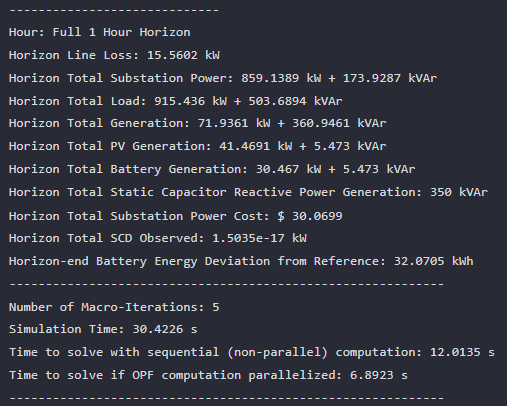 -----------------------------
Hour: Full 1 Hour Horizon
Horizon Line Loss: 15.5602 kW
Horizon Total Substation Power: 859.1389 kW + 173.9287 kVAr
Horizon Total Load: 915.436 kW + 503.6894 kVAr
Horizon Total Generation: 71.9361 kW + 360.9461 kVAr
Horizon Total PV Generation: 41.4691 kW + 5.473 kVAr
Horizon Total Battery Generation: 30.467 kW + 5.473 kVAr
Horizon Total Static Capacitor Reactive Power Generation: 350 kVAr
Horizon Total Substation Power Cost: $ 30.0699
Horizon Total SCD Observed: 1.5035e-17 kW
Horizon-end Battery Energy Deviation from Reference: 32.0705 kWh
------------------------------------------------------------
Number of Macro-Iterations: 5
Simulation Time: 30.4226 s
Time to solve with sequential (non-parallel) computation: 12.0135 s
Time to solve if OPF computation parallelized: 6.8923 s
------------------------------------------------------------